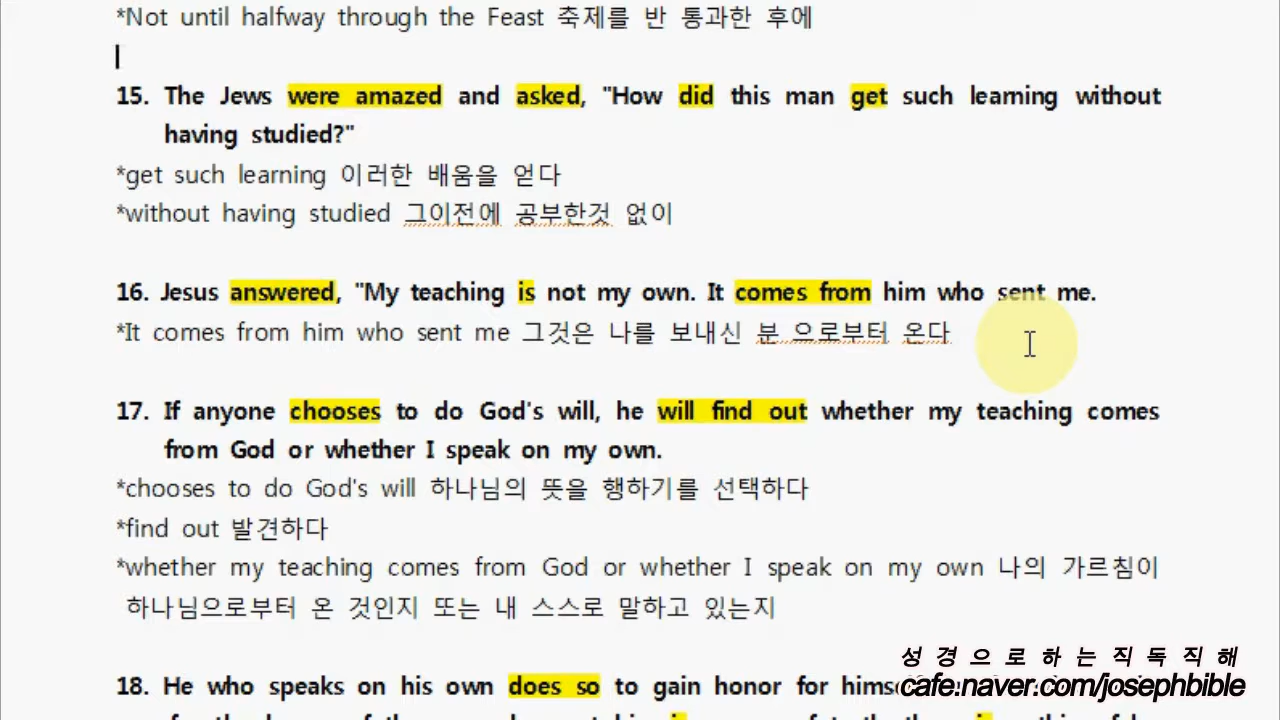 *Not until halfway through the Feast 축제를 반 통과한 후에
15. The Jews were amazed and asked, "How did this man get such learning without
having studied?"
*get such learning 이러한 배움을 얻다
*without having studied 그이전에 공부한것 없이
16. Jesus answered, "My teaching is not my own. It comes from him who sent me.
*It comes from him who sent me 그것은 나를 보내신 분 으로부터 온다
17. If anyone chooses to do God's will, he will find out whether my teaching comes
from God or whether I speak on my own.
*chooses to do God's will 하나님의 뜻을 행하기를 선택하다
*find out 발견하다
*whether my teaching comes from God or whether I speak on my own 나의 가르침이
하나님으로부터 온 것인지 또는 내 스스로 말하고 있는지
18. He who speaks on his own does so to gain honor for
성경으로하는직독직해
cafe.naver.com/josephbible